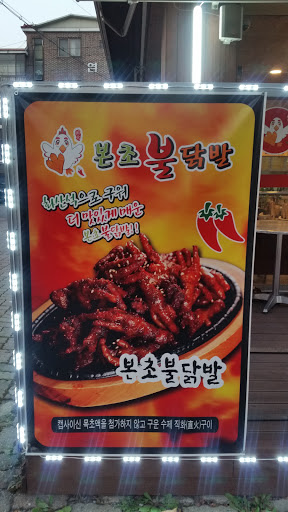 본초 불닭발
더 맛있게 매운
본초불닭발!!
본초불닭발
캡사이신 목초액을 첨가하지 않고 구운 수제 직화(直火)구이